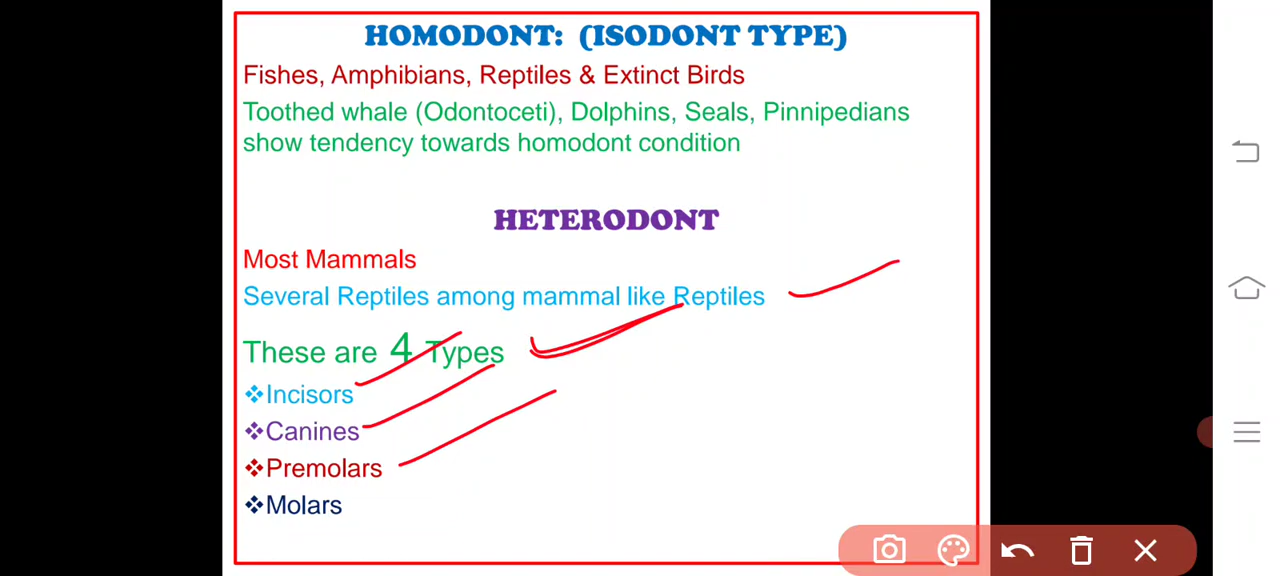 HOMODONT: (ISODONT TYPE)
Fishes, Amphibians, Reptiles & Extinct Birds
Toothed whale (Odontoceti), Dolphins, Seals, Pinnipedians
show tendency towards homodont condition
HETERODONT
Most Mammals
Several Reptiles among mammal like Reptiles
These are 4 Types
❖Incisors
❖Canines
❖Premolars
❖Molars